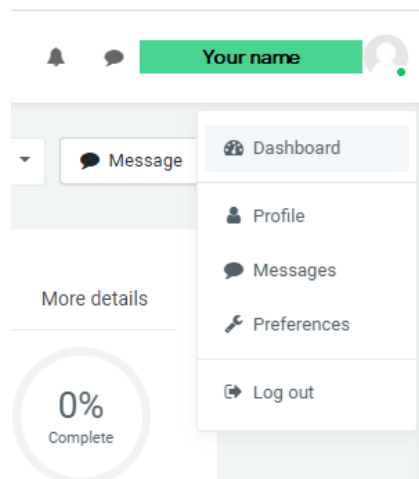 Your name
Message
Dashboard
Profile
Messages
Preferences
Log out
More details
0%
Complete